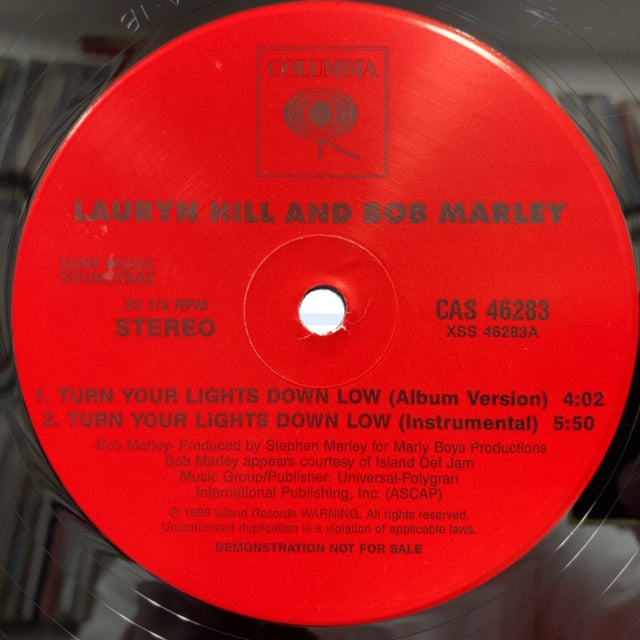 COLUMBIA
LAURYN HILL AND BOB MARLEY
SONY MUSIC
SOUNDTRAX
33 1/3 RPM
STEREO
CAS 46283
XSS 46283A
1. TURN YOUR LIGHTS DOWN LOW (Album Version) 4:02
2. TURN YOUR LIGHTS DOWN LOW (Instrumental) 5:50
-Bob Marley- Produced by Stephen Marley for Marly Boys Productions
Bob Marley appears courtesy of Island Def Jam
Music Group/Publisher: Universal-Polygran
International Publishing, Inc. (ASCAP)
℗ 1999 Island Records WARNING: All rights reserved.
Unauthorized duplication is a violation of applicable laws.
DEMONSTRATION NOT FOR SALE